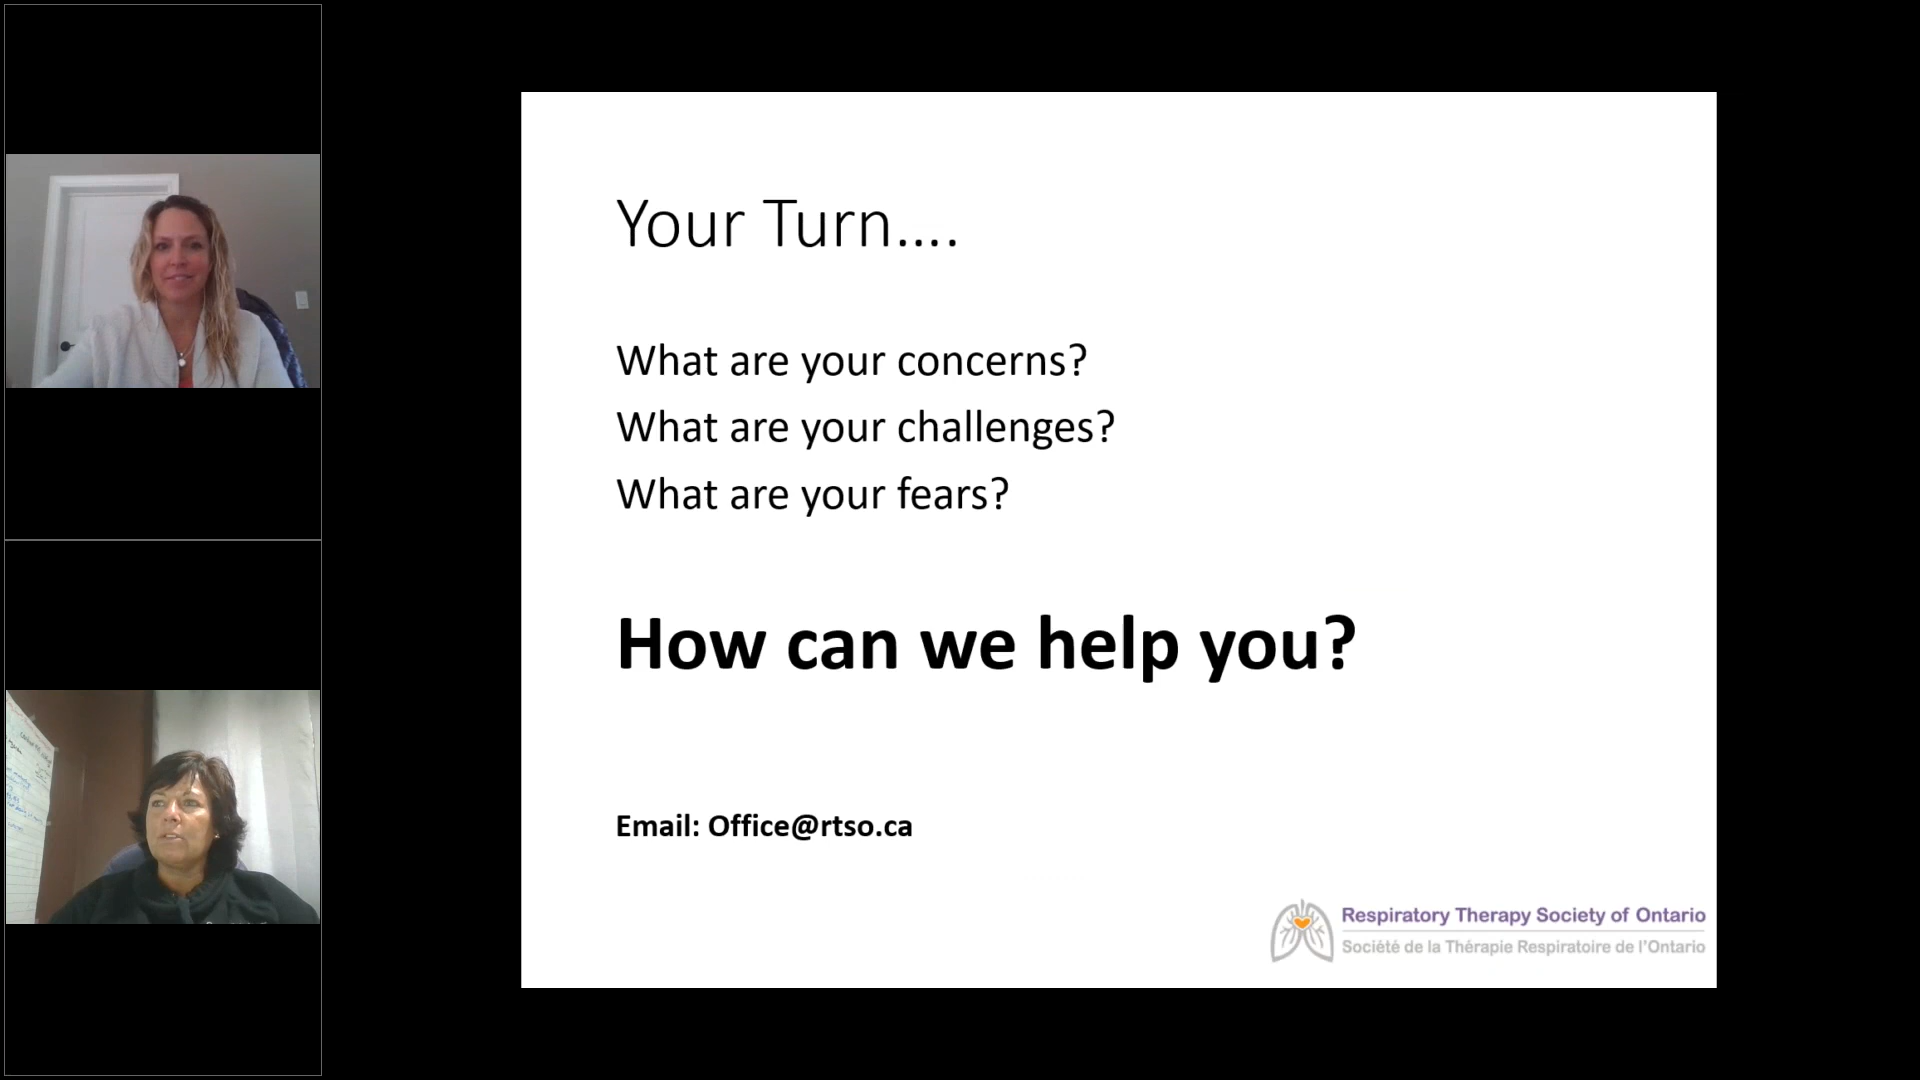 Your Turn....
What are your concerns?
What are your challenges?
What are your fears?
How can we help you?
Email: Office@rtso.ca
Respiratory Therapy Society of Ontario
Société de la Thérapie Respiratoire de l'Ontario